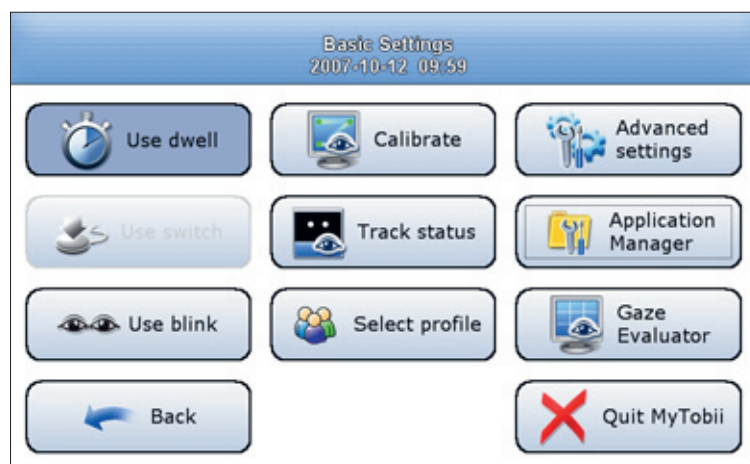 Basic Settings
2007-10-12 09:59
Use dwell
Calibrate
Advanced
settings
Use switch
Track status
Application
Manager
Use blink
Select profile
Gaze
Evaluator
Back
Quit MyTobii